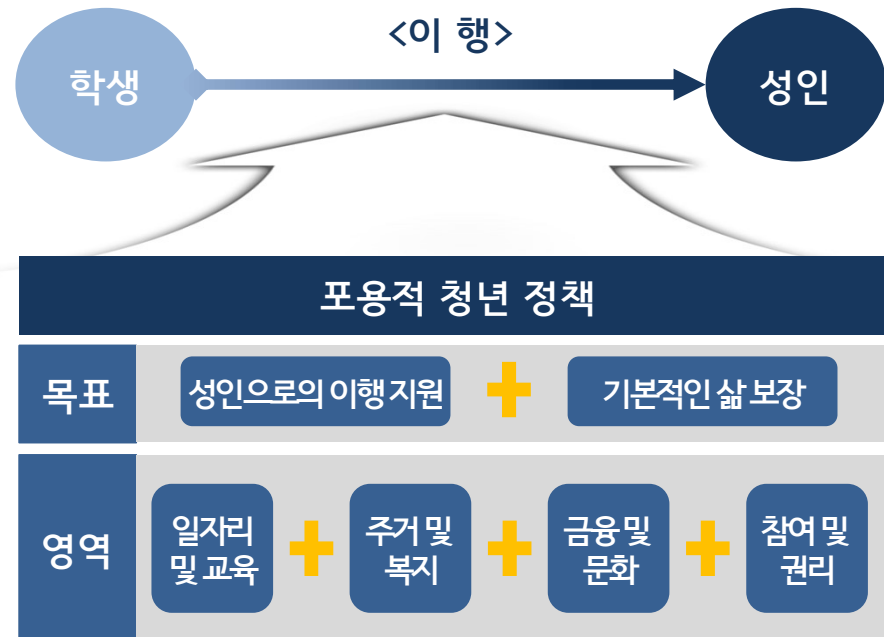 <이 행>
학생
성인
포용적 청년 정책
목표
성인으로의 이행 지원
기본적인 삶 보장
영역
일자리
및 교육
주거 및
복지
금융 및
문화
참여 및
권리